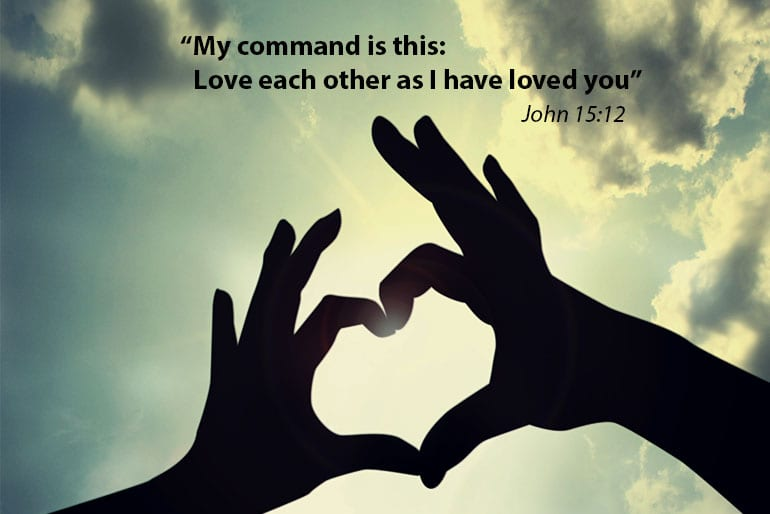 “My command is this:
Love each other as I have loved you”
John 15:12